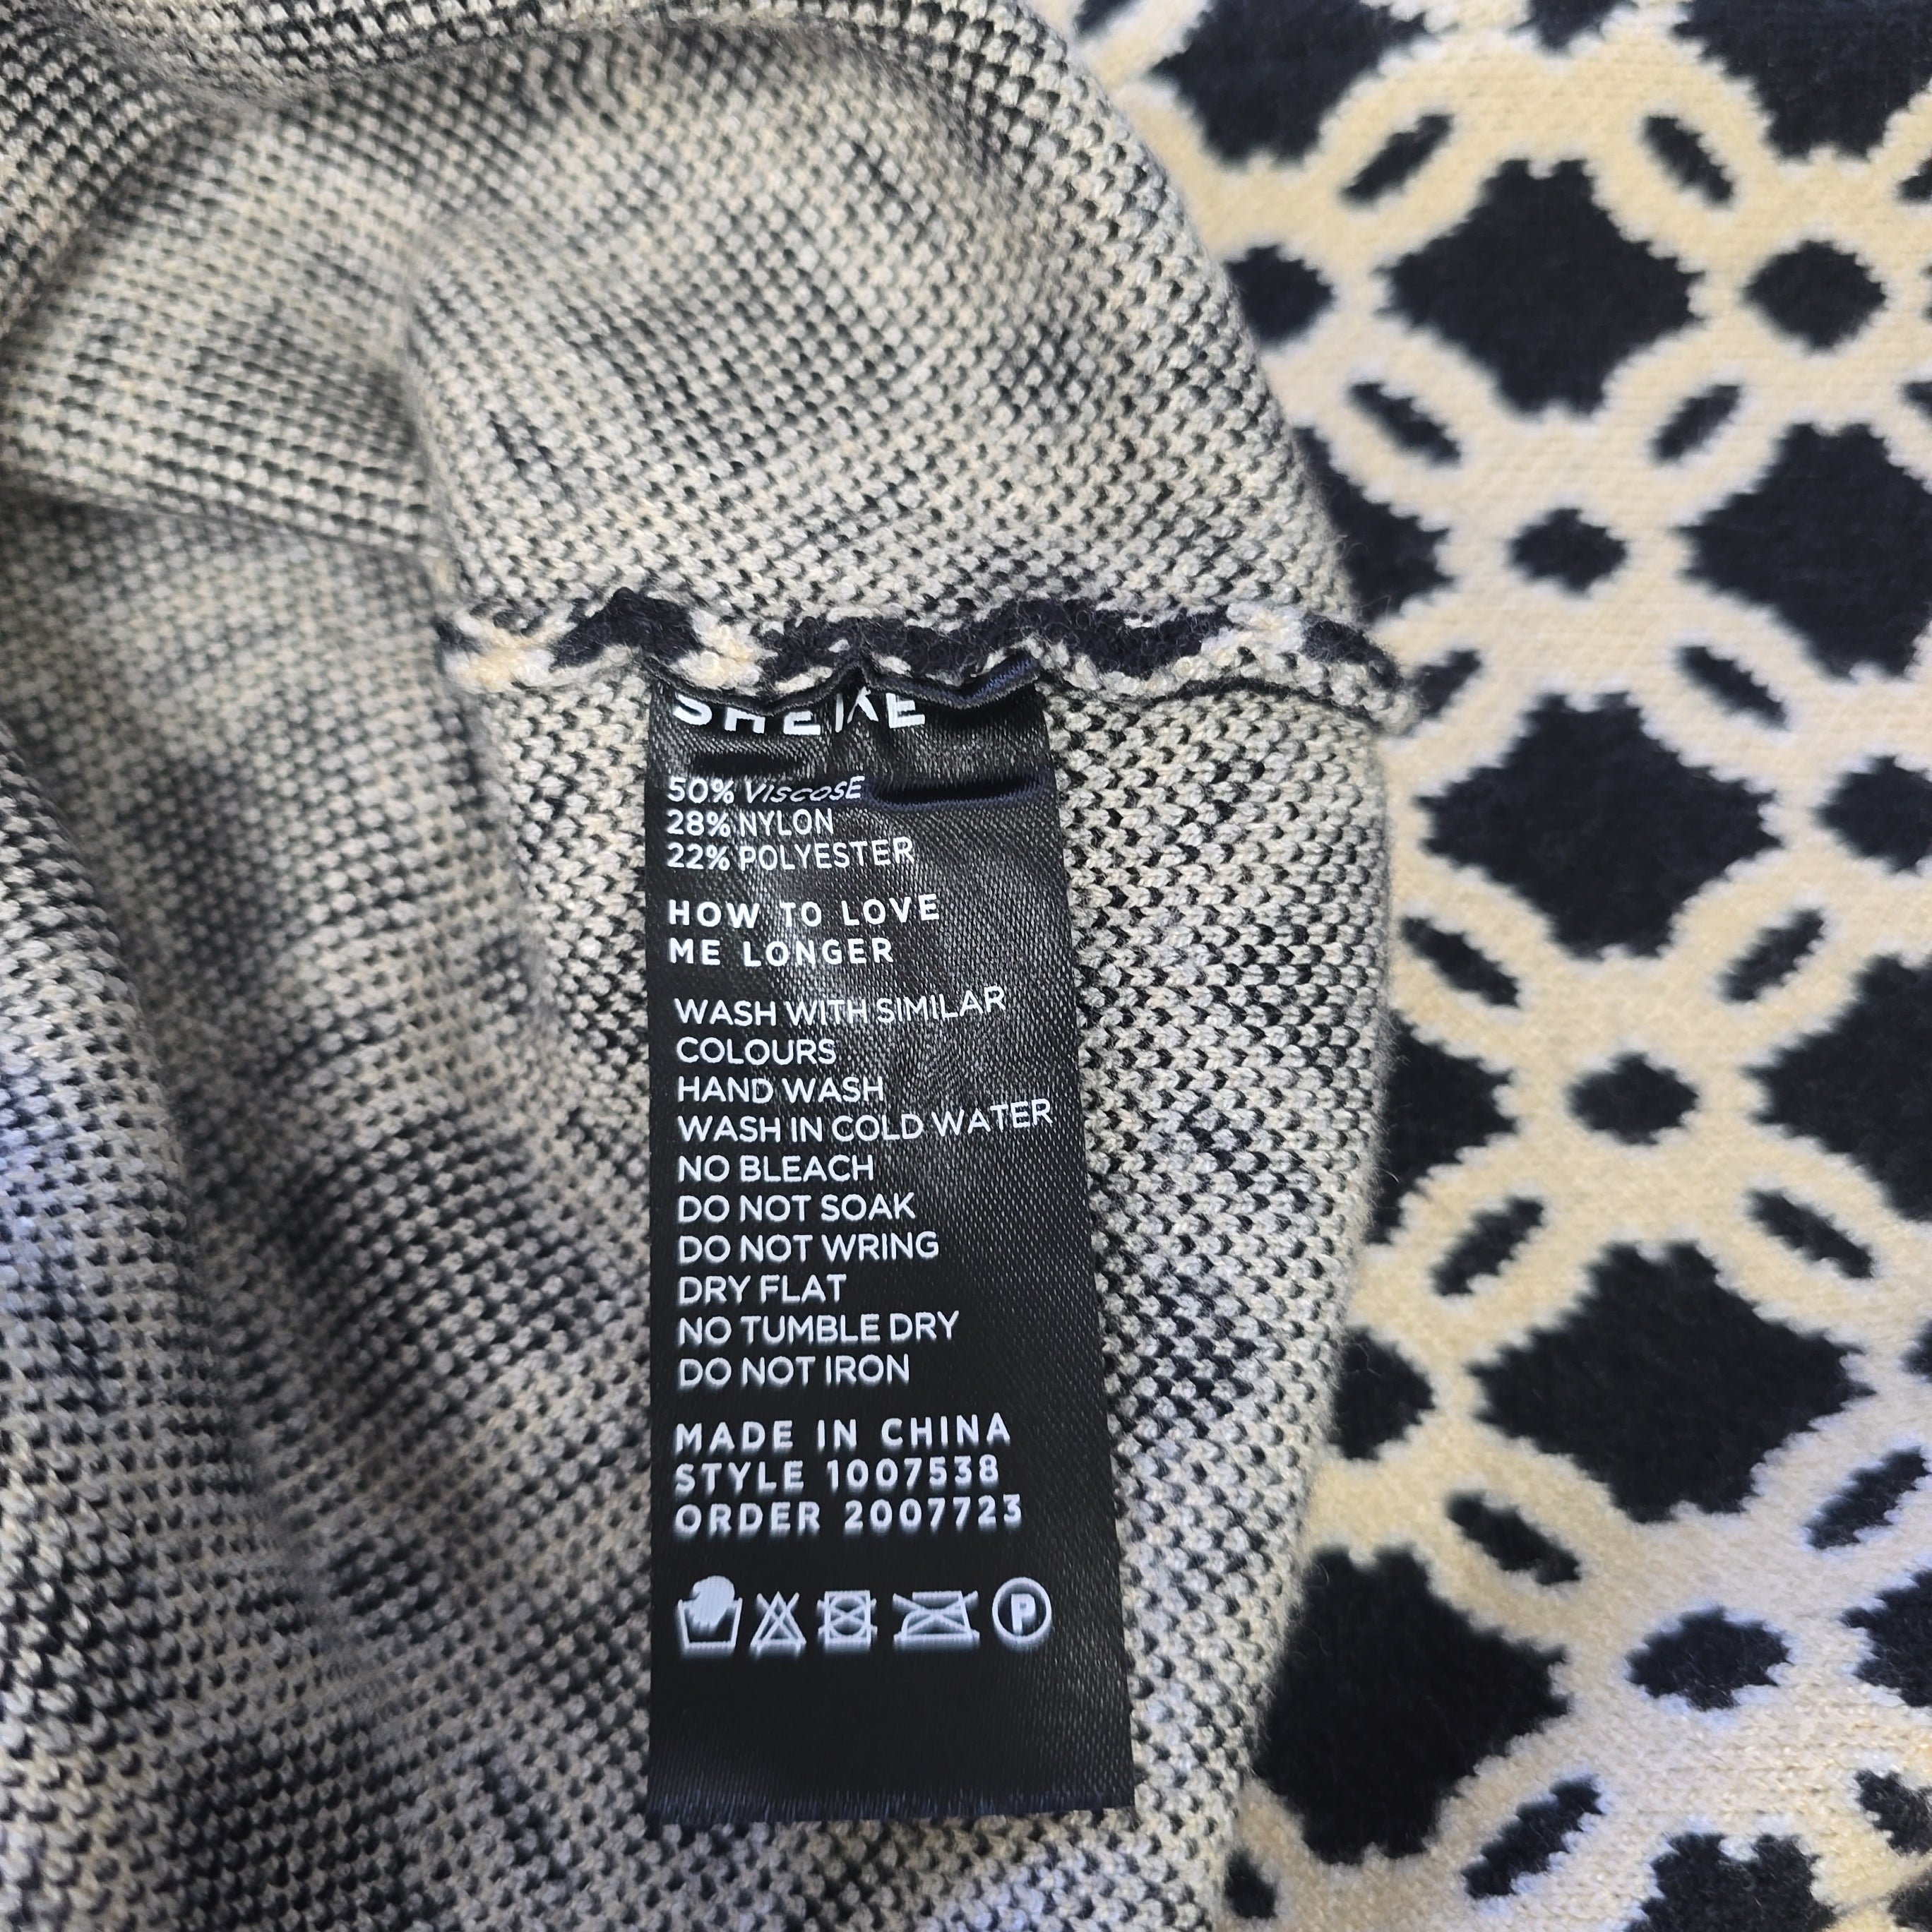 50% VISCOSE
28% NYLON
22% POLYESTER
HOW TO LOVE
ME LONGER
WASH WITH SIMILAR
COLOURS
HAND WASH
WASH IN COLD WATER
NO BLEACH
DO NOT SOAK
DO NOT WRING
DRY FLAT
NO TUMBLE DRY
DO NOT IRON
MADE IN CHINA
STYLE 1007538
ORDER 2007723
P